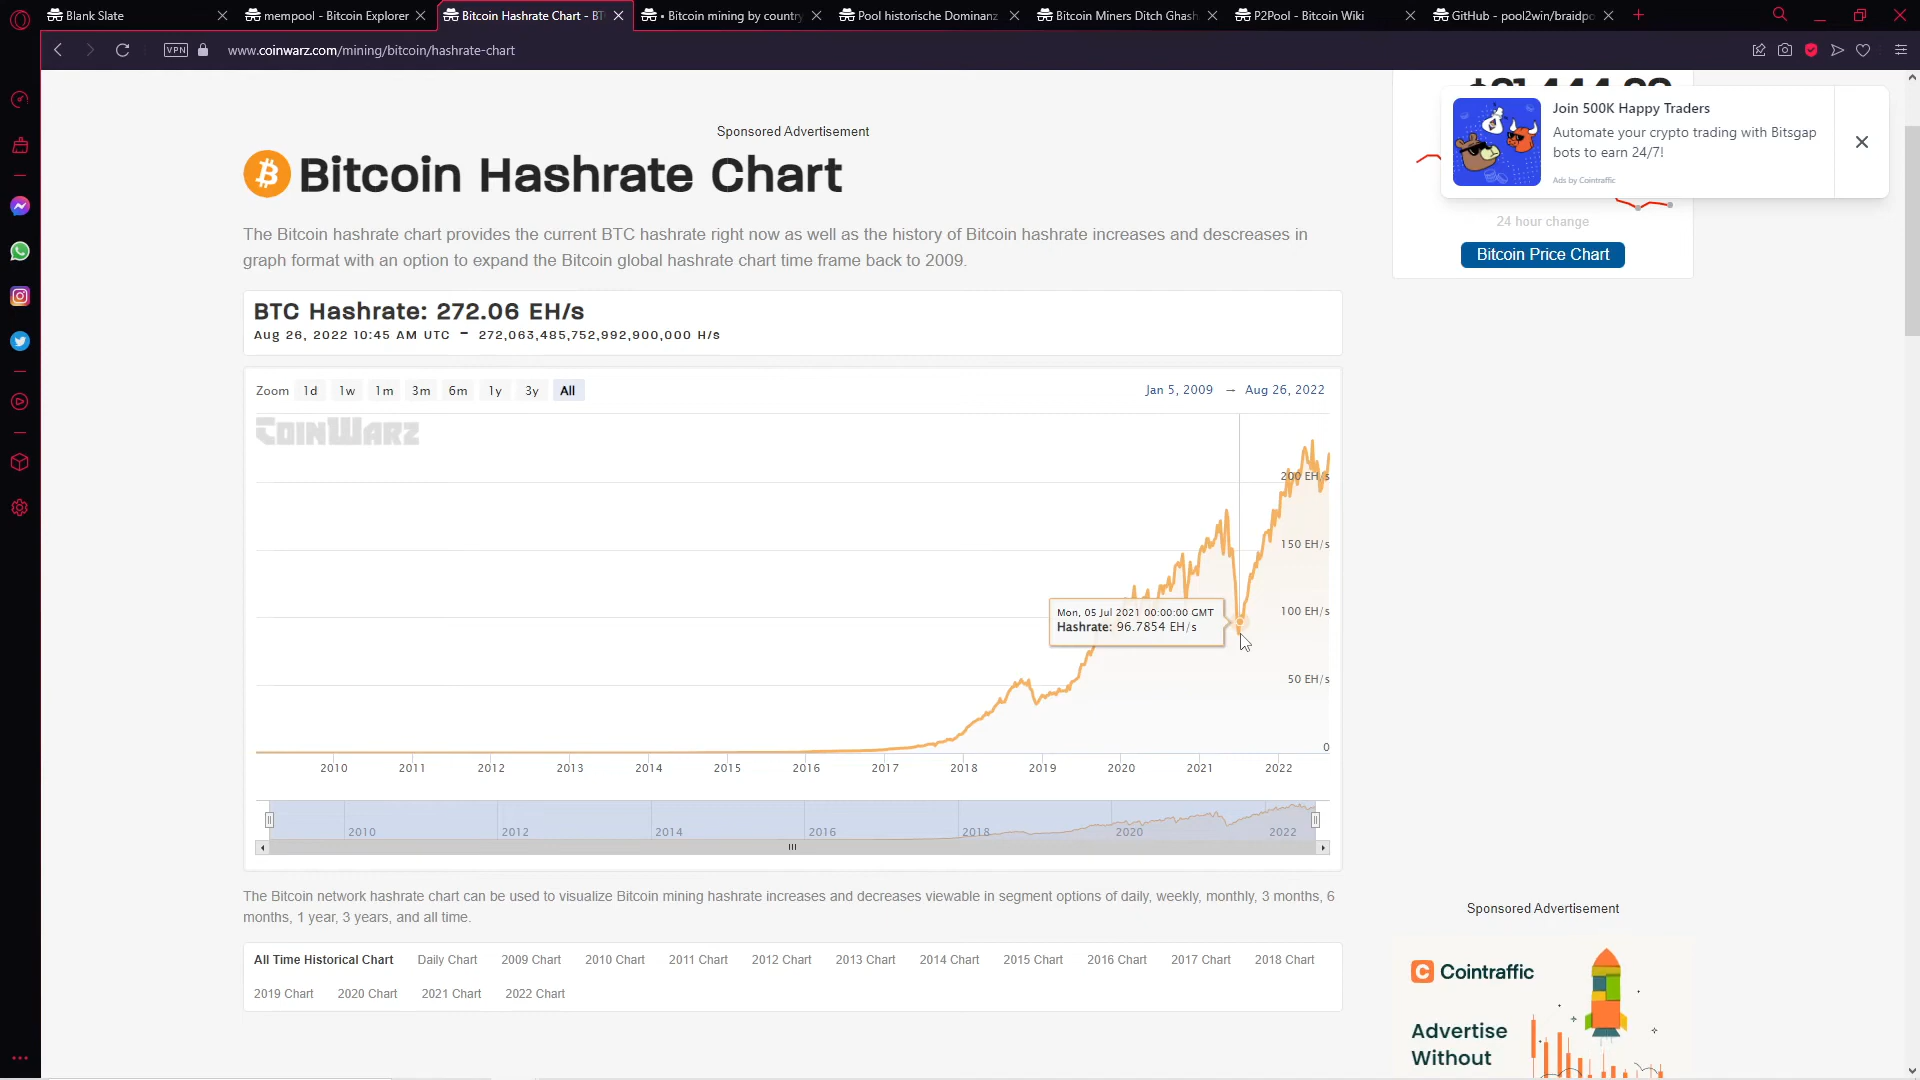 Blank Slate
mempool - Bitcoin Explorer
Bitcoin Hashrate Chart - BT
• Bitcoin mining by country
Pool historische Dominanz
Bitcoin Miners Ditch Ghash
P2Pool - Bitcoin Wiki
GitHub - pool2win/braidpo
VPN
www.coinwarz.com/mining/bitcoin/hashrate-chart
Join 500K Happy Traders
Automate your crypto trading with Bitsgap
bots to earn 24/7!
Ads by Cointraffic
24 hour change
Bitcoin Price Chart
Sponsored Advertisement
Bitcoin Hashrate Chart
The Bitcoin hashrate chart provides the current BTC hashrate right now as well as the history of Bitcoin hashrate increases and descreases in
graph format with an option to expand the Bitcoin global hashrate chart time frame back to 2009.
BTC Hashrate: 272.06 EH/s
Aug 26, 2022 10:45 AM UTC – 272,063,485,752,992,900,000 H/s
Zoom 1d 1w 1m 3m 6m 1y 3y All
Jan 5, 2009 → Aug 26, 2022
CoinWarz
200 EH/s
150 EH/s
100 EH/s
50 EH/s
0
Mon, 05 Jul 2021 00:00:00 GMT
Hashrate: 96.7854 EH/s
2010 2011 2012 2013 2014 2015 2016 2017 2018 2019 2020 2021 2022
2010 2012 2014 2016 2018 2020 2022
The Bitcoin network hashrate chart can be used to visualize Bitcoin mining hashrate increases and decreases viewable in segment options of daily, weekly, monthly, 3 months, 6
months, 1 year, 3 years, and all time.
All Time Historical Chart Daily Chart 2009 Chart 2010 Chart 2011 Chart 2012 Chart 2013 Chart 2014 Chart 2015 Chart 2016 Chart 2017 Chart 2018 Chart
2019 Chart 2020 Chart 2021 Chart 2022 Chart
Sponsored Advertisement
Cointraffic
Advertise
Without